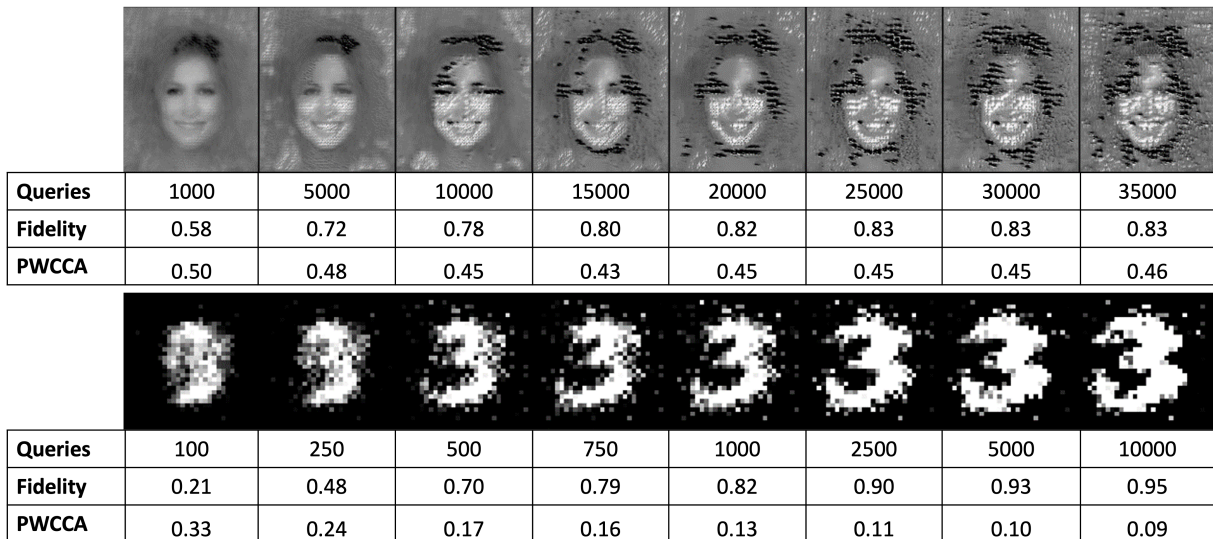 Queries 1000 5000 10000 15000 20000 25000 30000 35000
Fidelity 0.58 0.72 0.78 0.80 0.82 0.83 0.83 0.83
PWCCA 0.50 0.48 0.45 0.43 0.45 0.45 0.45 0.46
Queries 100 250 500 750 1000 2500 5000 10000
Fidelity 0.21 0.48 0.70 0.79 0.82 0.90 0.93 0.95
PWCCA 0.33 0.24 0.17 0.16 0.13 0.11 0.10 0.09